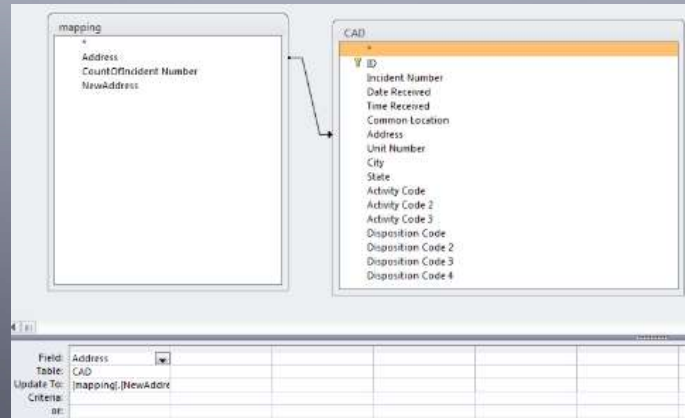 mapping
*
Address
CountOfIncident Number
NewAddress
CAD
*
ID
Incident Number
Date Received
Time Received
Common Location
Address
Unit Number
City
State
Activity Code
Activity Code 2
Activity Code 3
Disposition Code
Disposition Code 2
Disposition Code 3
Disposition Code 4
Field: Address
Table: CAD
Update To: [mapping].[NewAddre
Criteria:
or: